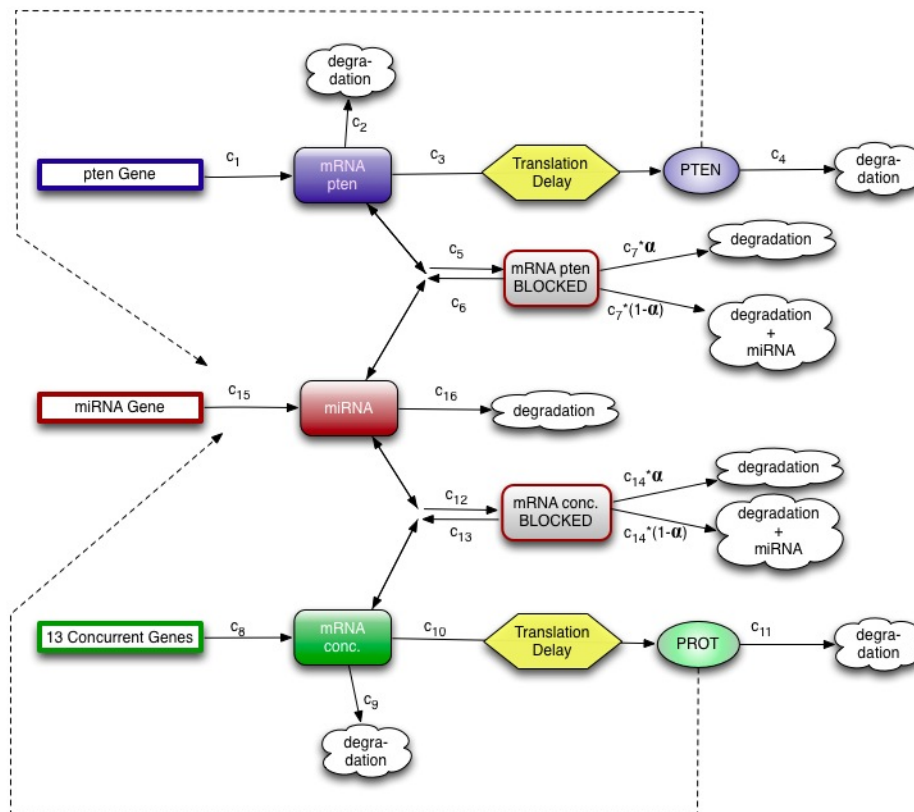 degra-
dation
c2
c1
pten Gene
mRNA
pten
c3
Translation
Delay
PTEN
c4
degra-
dation
c5
c6
mRNA pten
BLOCKED
c7*α
degradation
c7*(1-α)
degradation
+
miRNA
miRNA Gene
c15
miRNA
c16
degradation
c12
c13
mRNA conc.
BLOCKED
c14*α
degradation
c14*(1-α)
degradation
+
miRNA
13 Concurrent Genes
c8
mRNA
conc.
c10
Translation
Delay
PROT
c11
degra-
dation
c9
degra-
dation